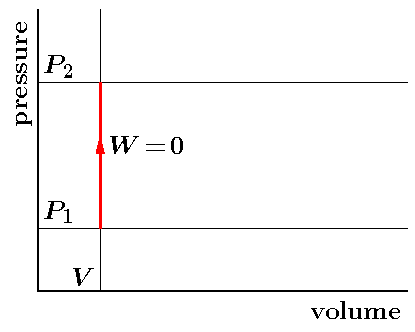 pressure
P₂
W = 0
P₁
V
volume